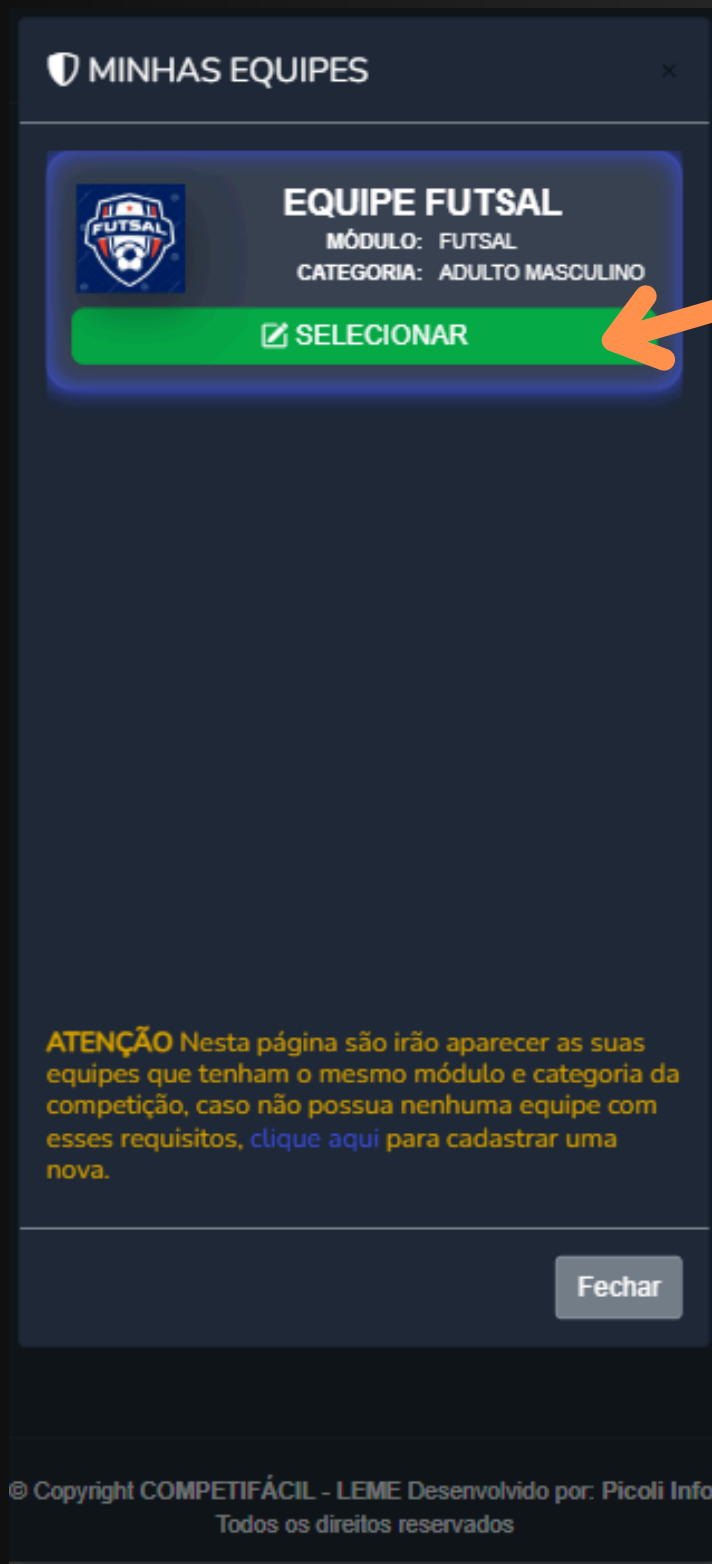 MINHAS EQUIPES
×
FUTSAL
EQUIPE FUTSAL
MÓDULO: FUTSAL
CATEGORIA: ADULTO MASCULINO
SELECIONAR
ATENÇÃO Nesta página são irão aparecer as suas
equipes que tenham o mesmo módulo e categoria da
competição, caso não possua nenhuma equipe com
esses requisitos, clique aqui para cadastrar uma
nova.
Fechar
© Copyright COMPETIFÁCIL - LEME Desenvolvido por: Picoli Info
Todos os direitos reservados